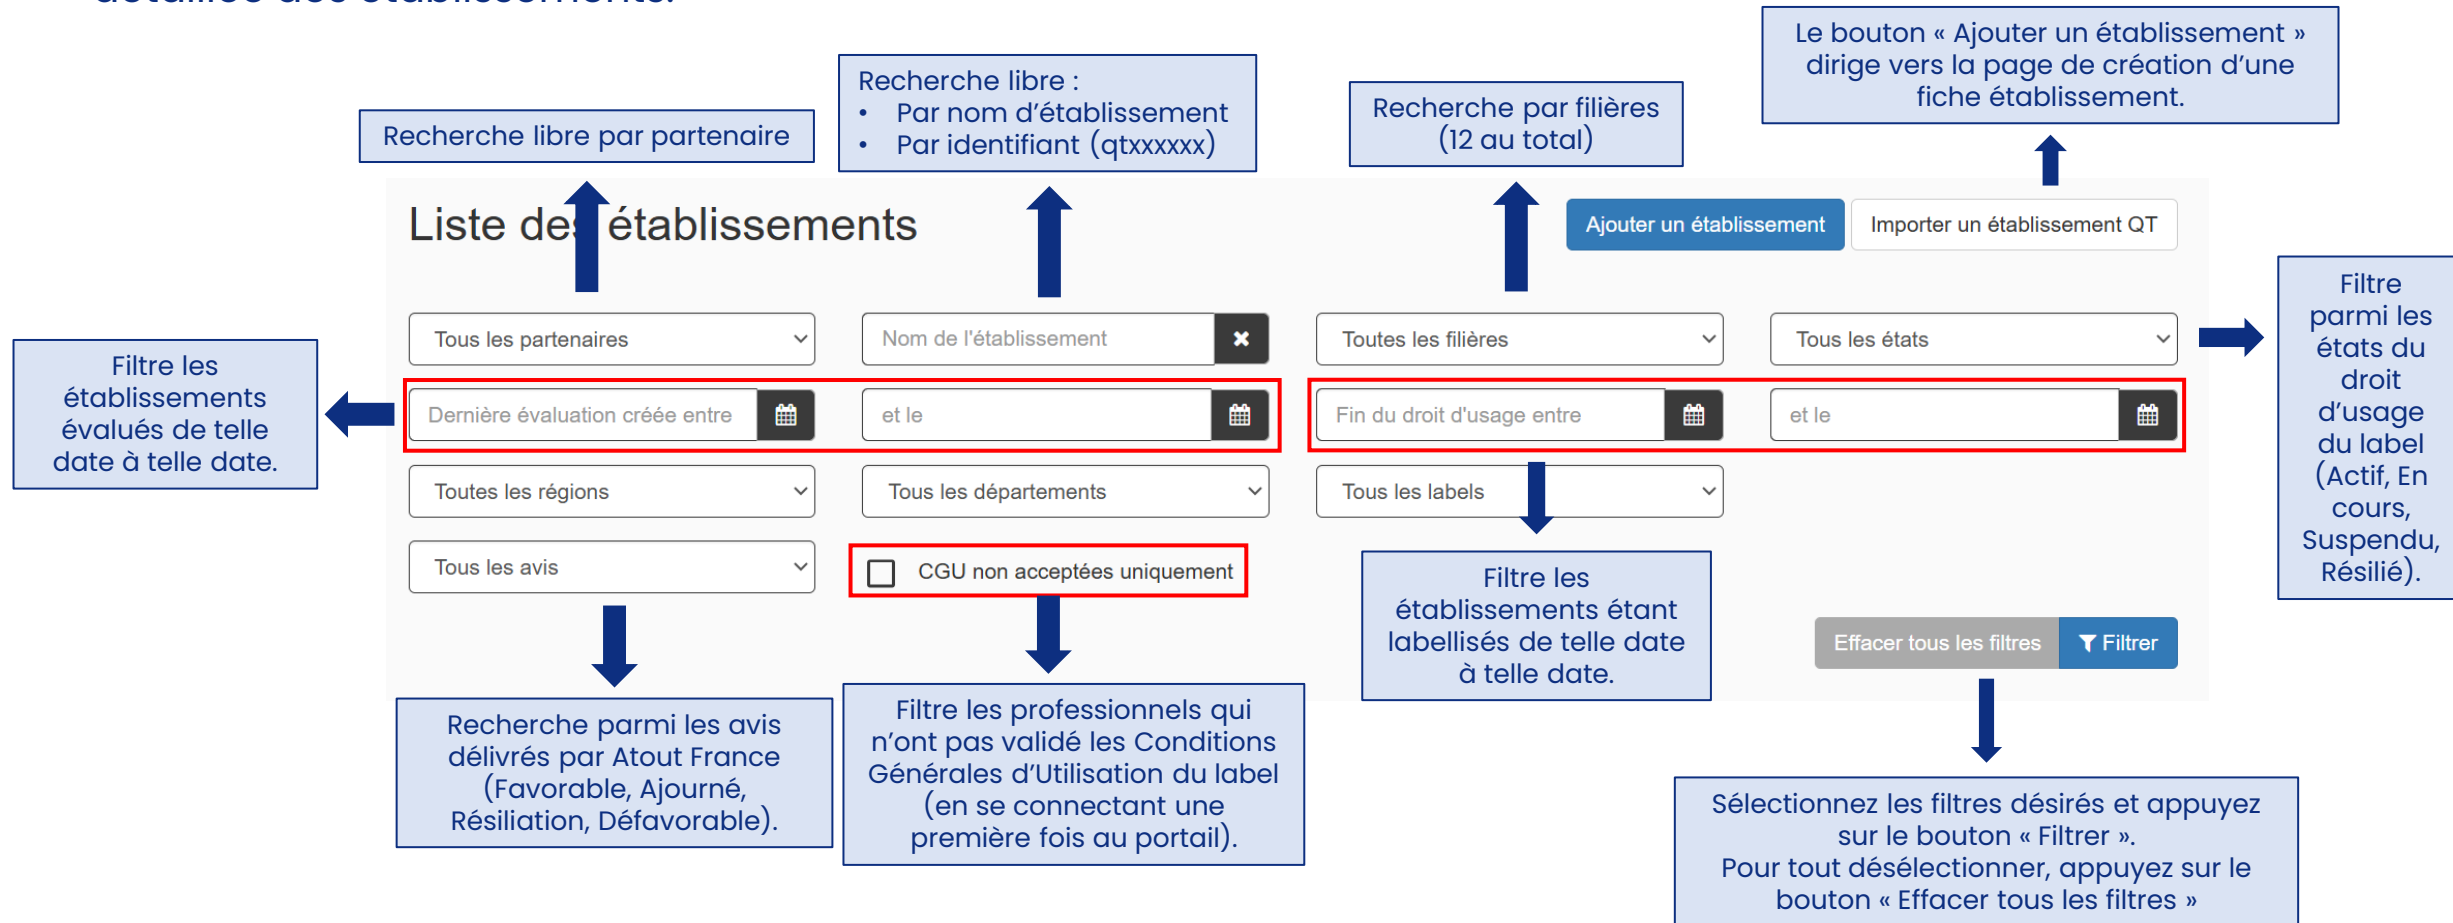 détaillée des établissements.
Le bouton « Ajouter un établissement »
dirige vers la page de création d’une
fiche établissement.
Recherche libre :
• Par nom d’établissement
• Par identifiant (qtxxxxxx)
Recherche libre par partenaire
Recherche par filières
(12 au total)
Liste des établissements
Ajouter un établissement
Importer un établissement QT
Tous les partenaires
Nom de l'établissement
Toutes les filières
Tous les états
Filtre
parmi les
états du
droit
d’usage
du label
(Actif, En
cours,
Suspendu,
Résilié).
Filtre les
établissements
évalués de telle
date à telle date.
Dernière évaluation créée entre
et le
Fin du droit d'usage entre
et le
Toutes les régions
Tous les départements
Tous les labels
Tous les avis
CGU non acceptées uniquement
Filtre les
établissements étant
labellisés de telle date
à telle date.
Effacer tous les filtres
Filtrer
Recherche parmi les avis
délivrés par Atout France
(Favorable, Ajourné,
Résiliation, Défavorable).
Filtre les professionnels qui
n’ont pas validé les Conditions
Générales d’Utilisation du label
(en se connectant une
première fois au portail).
Sélectionnez les filtres désirés et appuyez
sur le bouton « Filtrer ».
Pour tout désélectionner, appuyez sur le
bouton « Effacer tous les filtres »